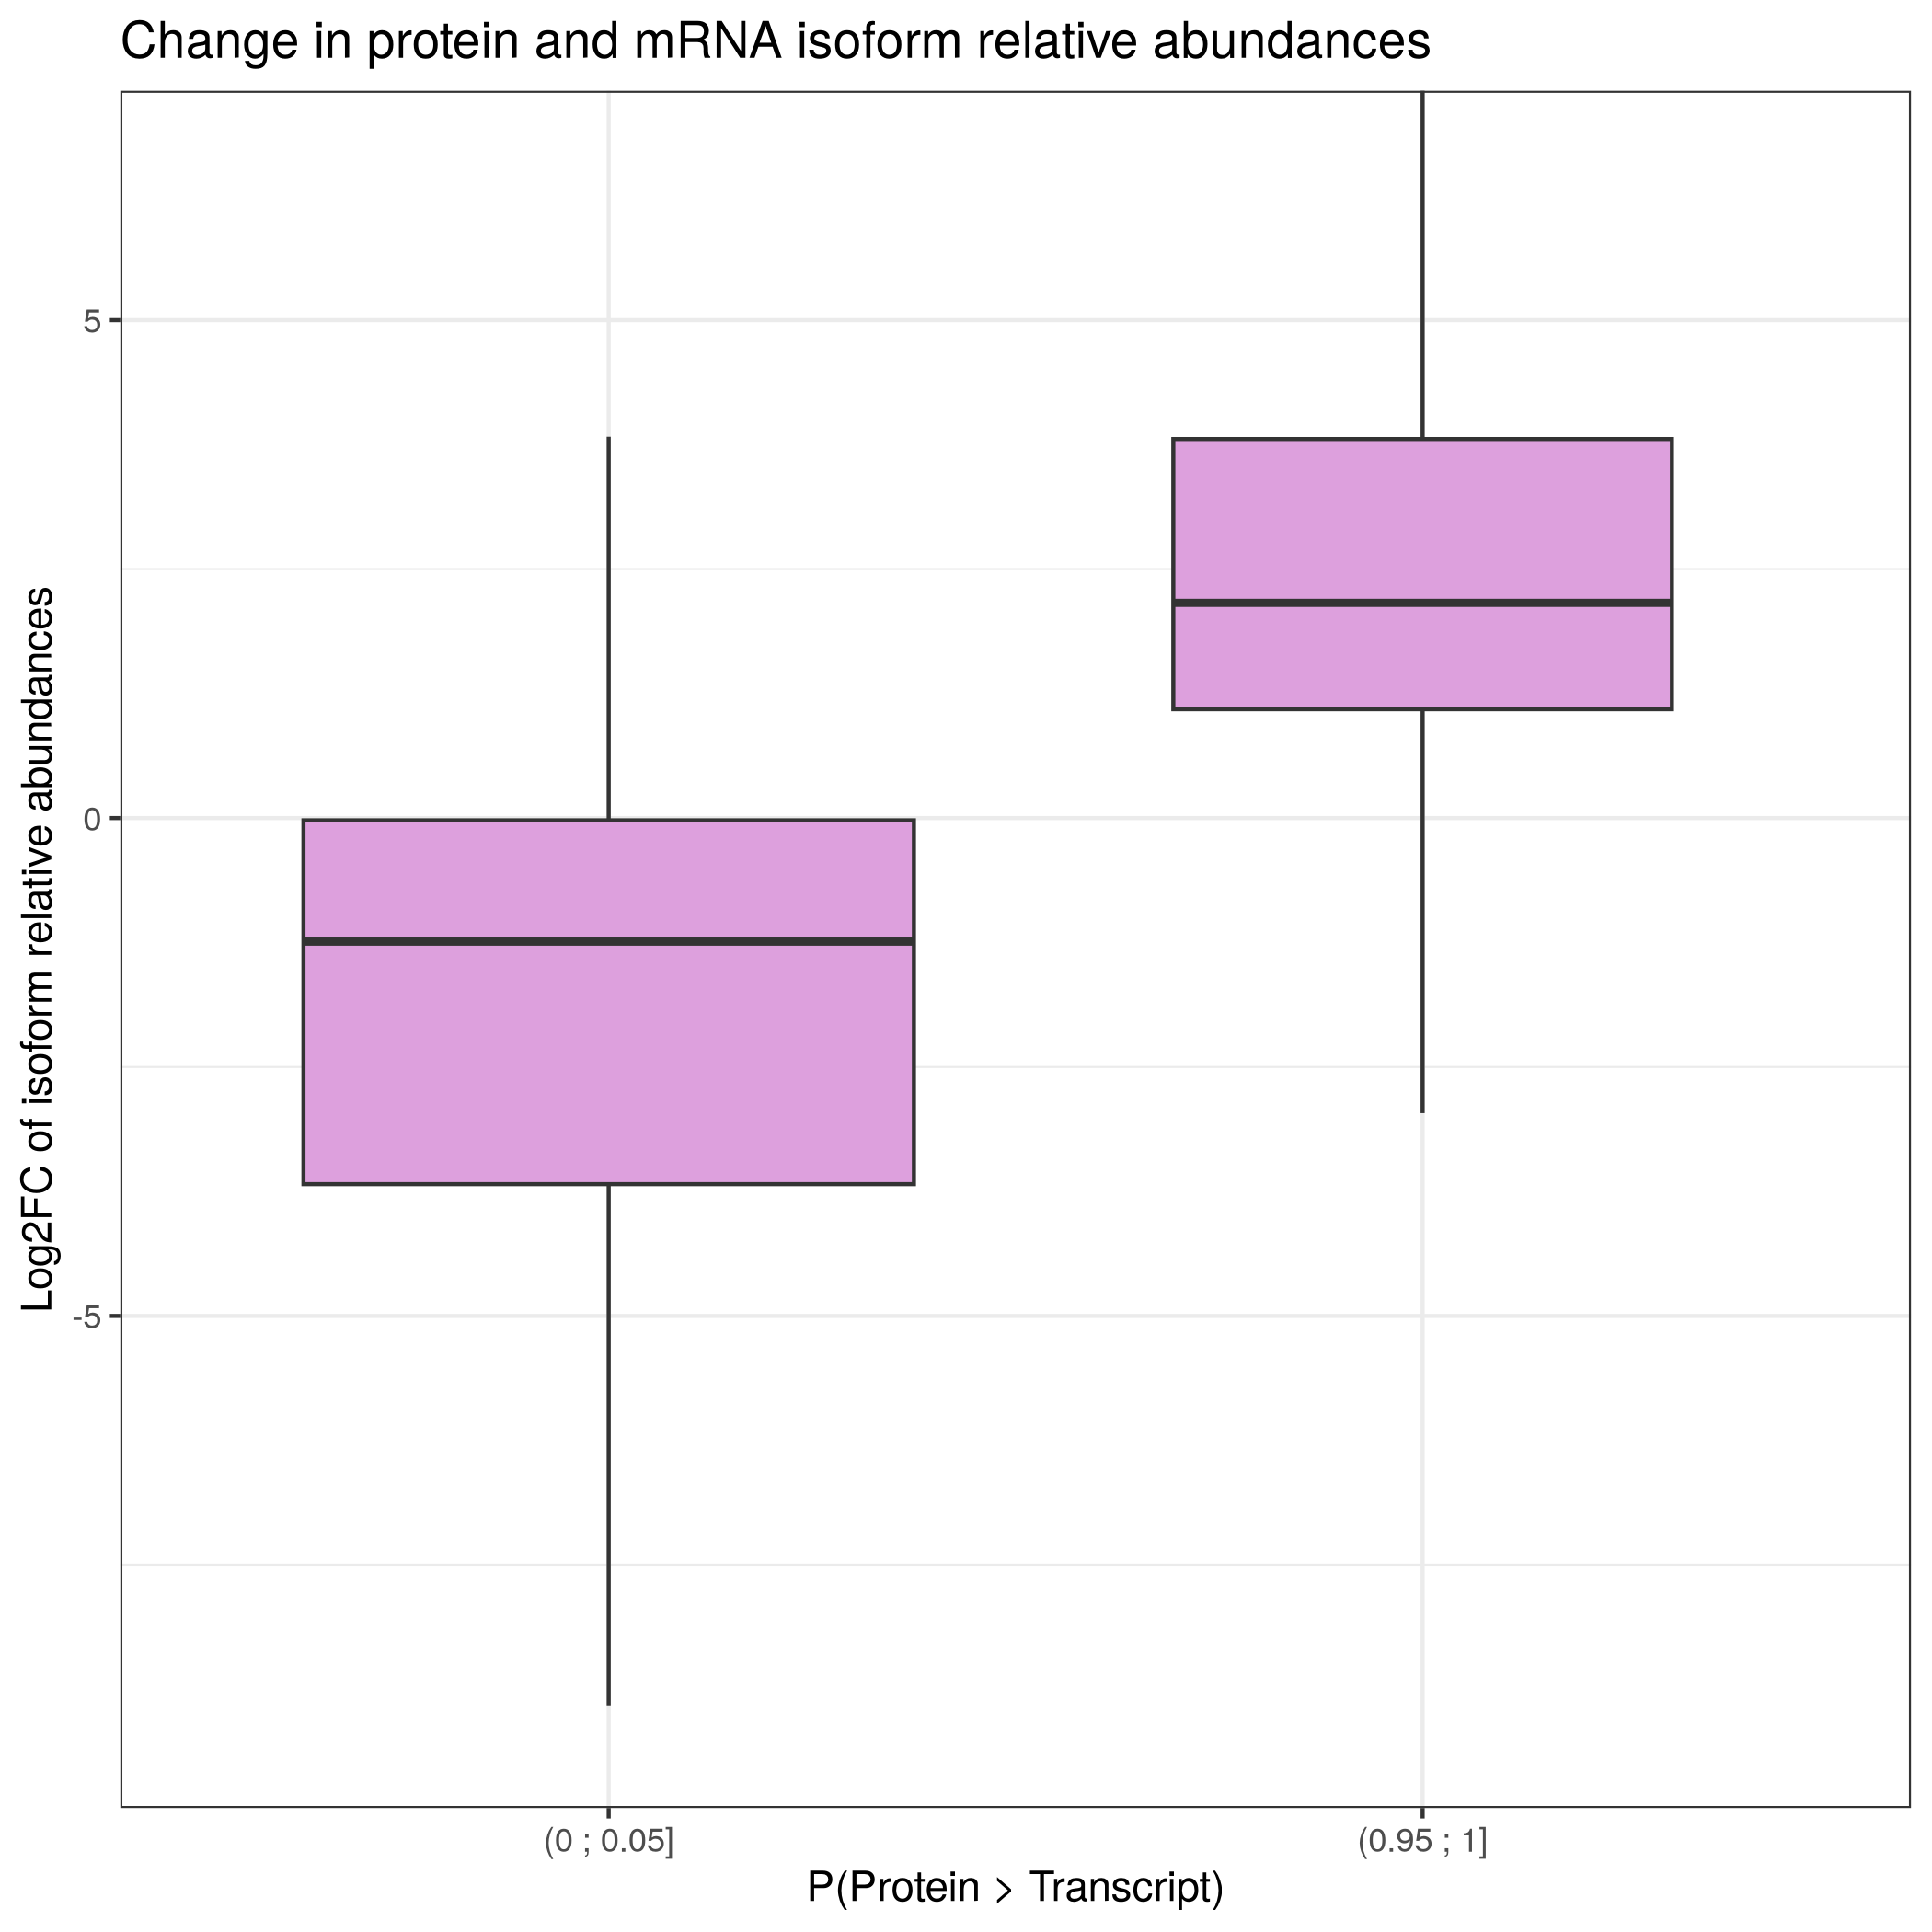 Change in protein and mRNA isoform relative abundances
Log2FC of isoform relative abundances
5
0
-5
(0 ; 0.05]
(0.95 ; 1]
P(Protein > Transcript)